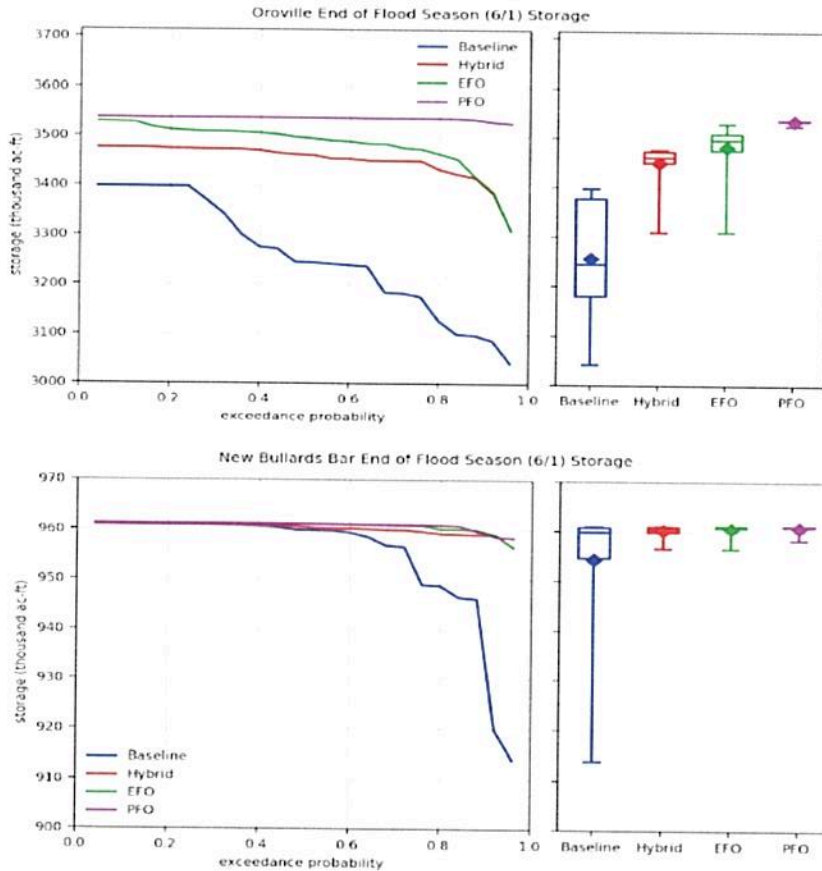 Oroville End of Flood Season (6/1) Storage
3700
3600
3500
3400
3300
3200
3100
3000
storage (thousand ac-ft)
Baseline
Hybrid
EFO
PFO
0.2
0.4
0.6
0.8
1.0
exceedance probability
Baseline
Hybrid
EFO
PFO
New Bullards Bar End of Flood Season (6/1) Storage
970
960
950
940
930
920
910
900
storage (thousand ac-ft)
Baseline
Hybrid
EFO
PFO
0.0
0.2
0.4
0.6
0.8
1.0
exceedance probability
Baseline
Hybrid
EFO
PFO